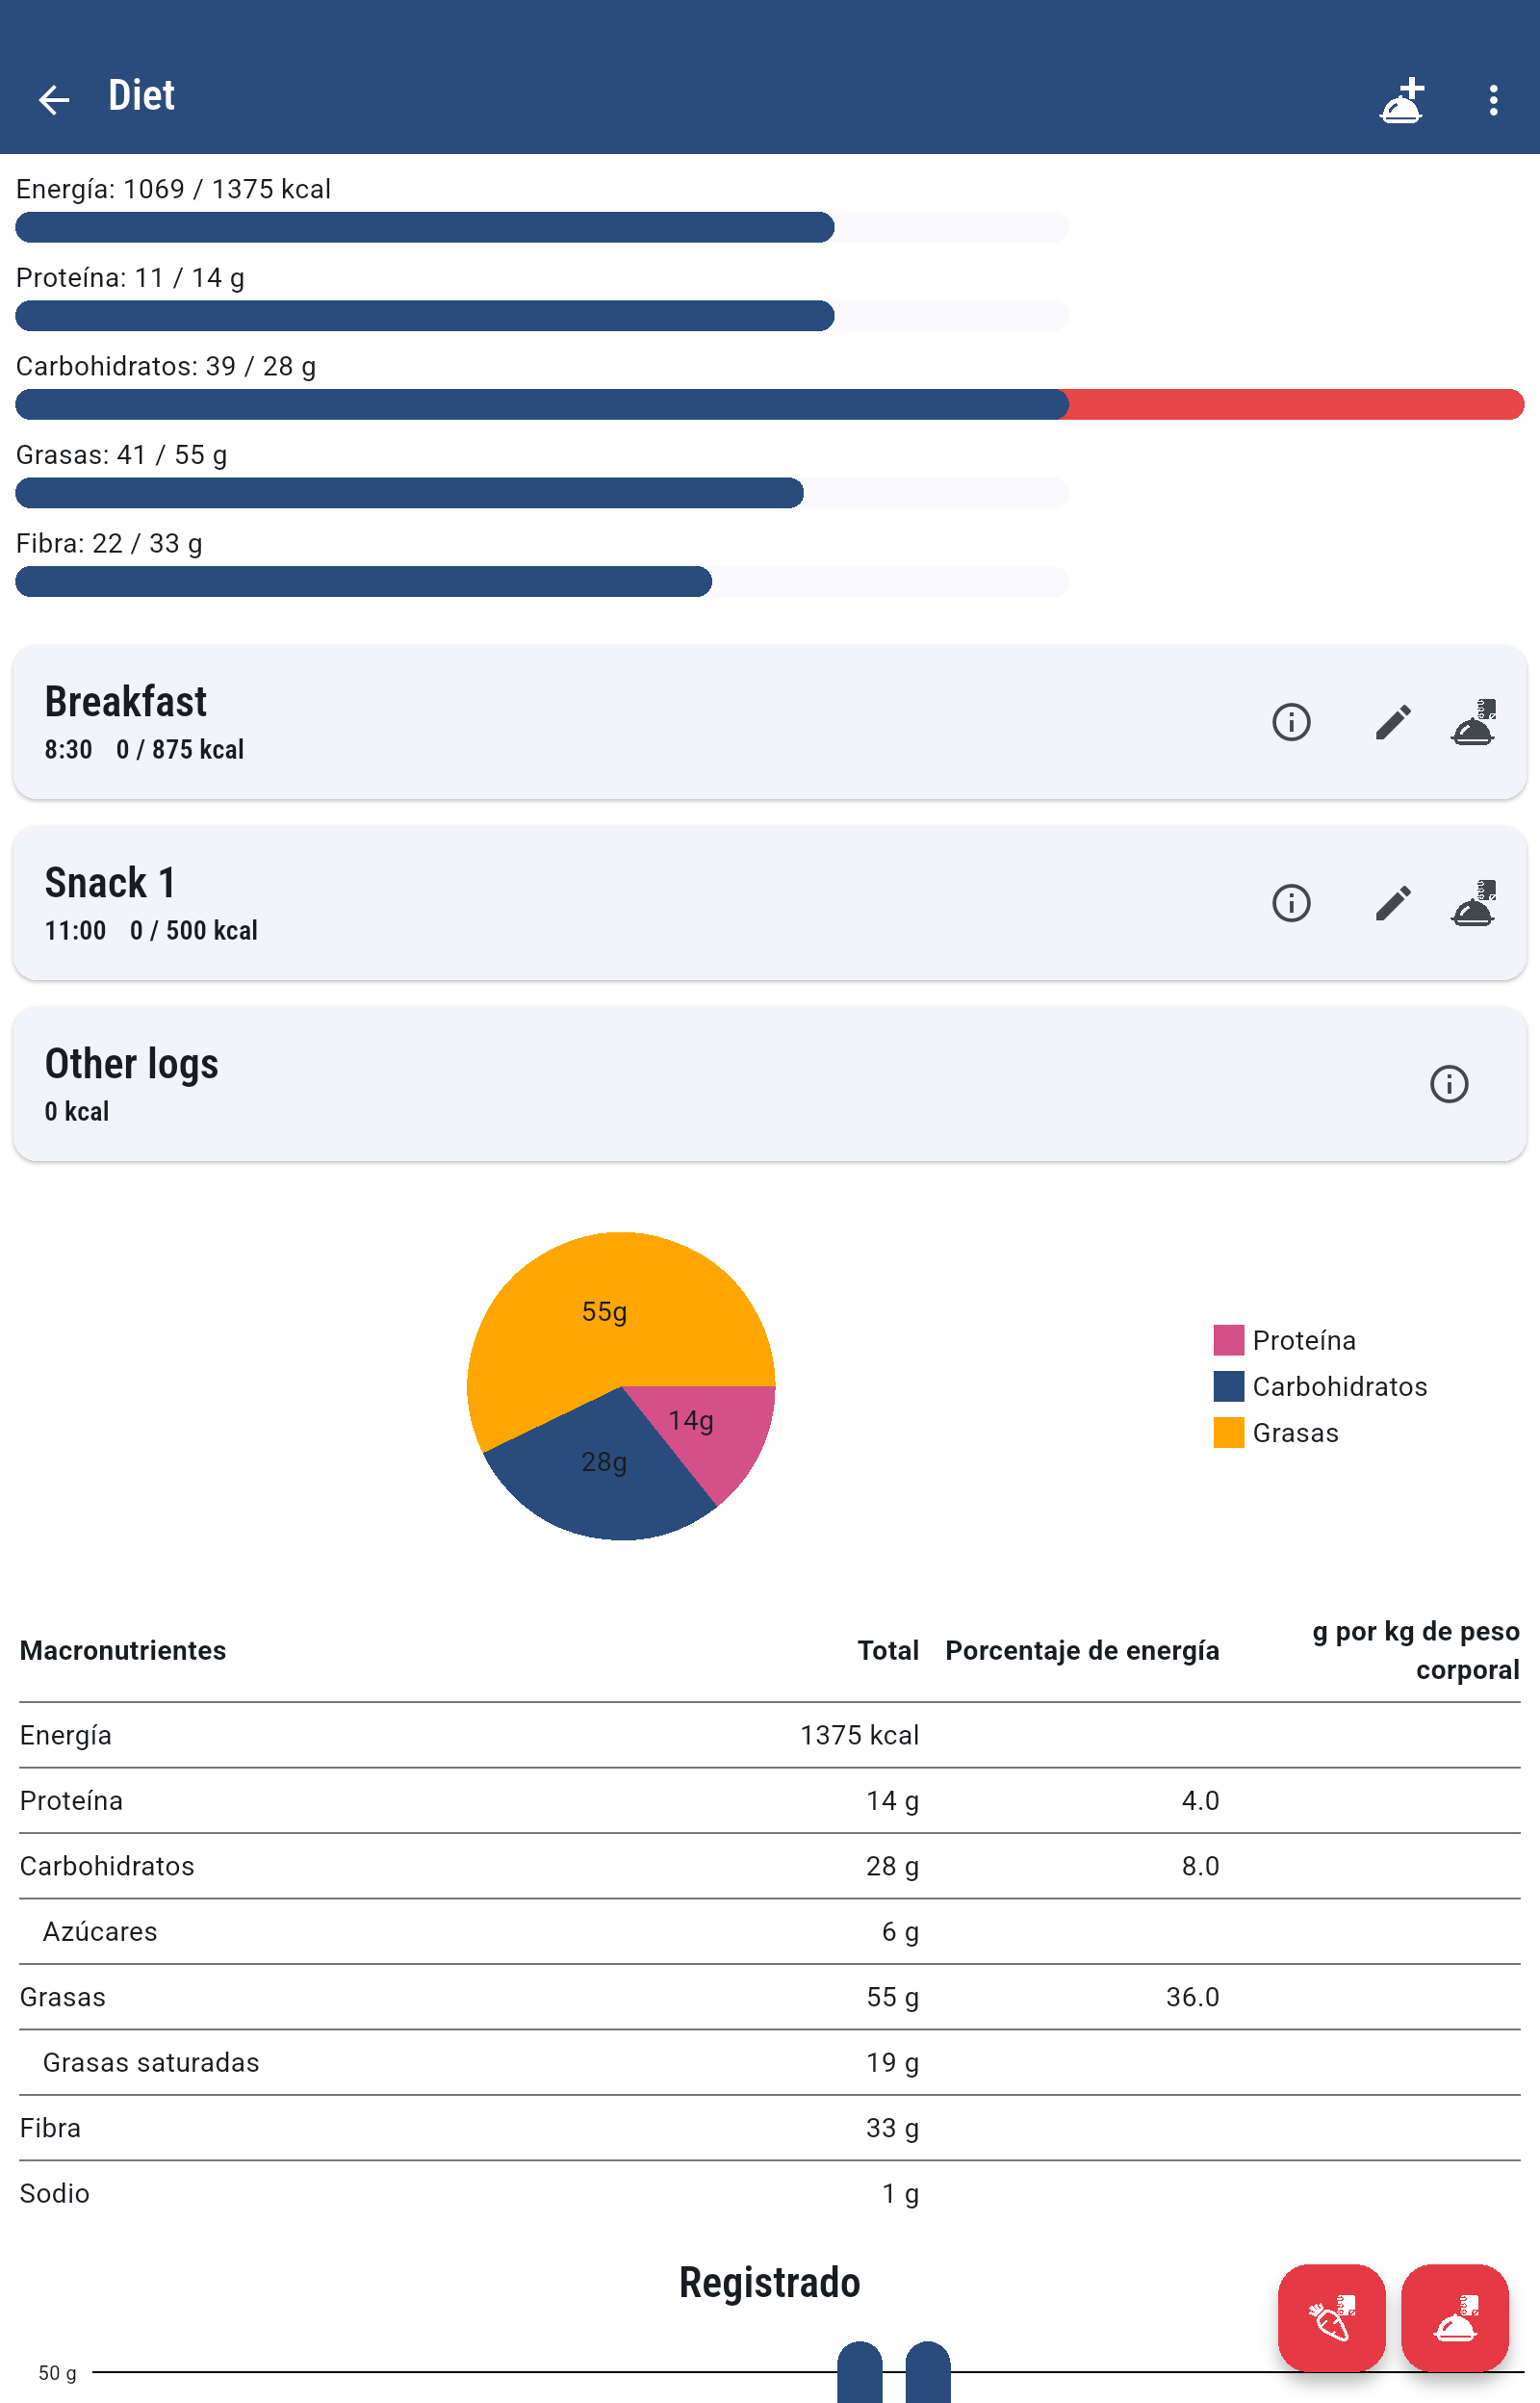 Diet
Energía: 1069 / 1375 kcal
Proteína: 11 / 14 g
Carbohidratos: 39 / 28 g
Grasas: 41 / 55 g
Fibra: 22 / 33 g
Breakfast
8:30 0 / 875 kcal
Snack 1
11:00 0 / 500 kcal
Other logs
0 kcal
55g
14g
28g
Proteína
Carbohidratos
Grasas
Macronutrientes Total Porcentaje de energía g por kg de peso
corporal
Energía 1375 kcal
Proteína 14 g 4.0
Carbohidratos 28 g 8.0
Azúcares 6 g
Grasas 55 g 36.0
Grasas saturadas 19 g
Fibra 33 g
Sodio 1 g
Registrado
50 g